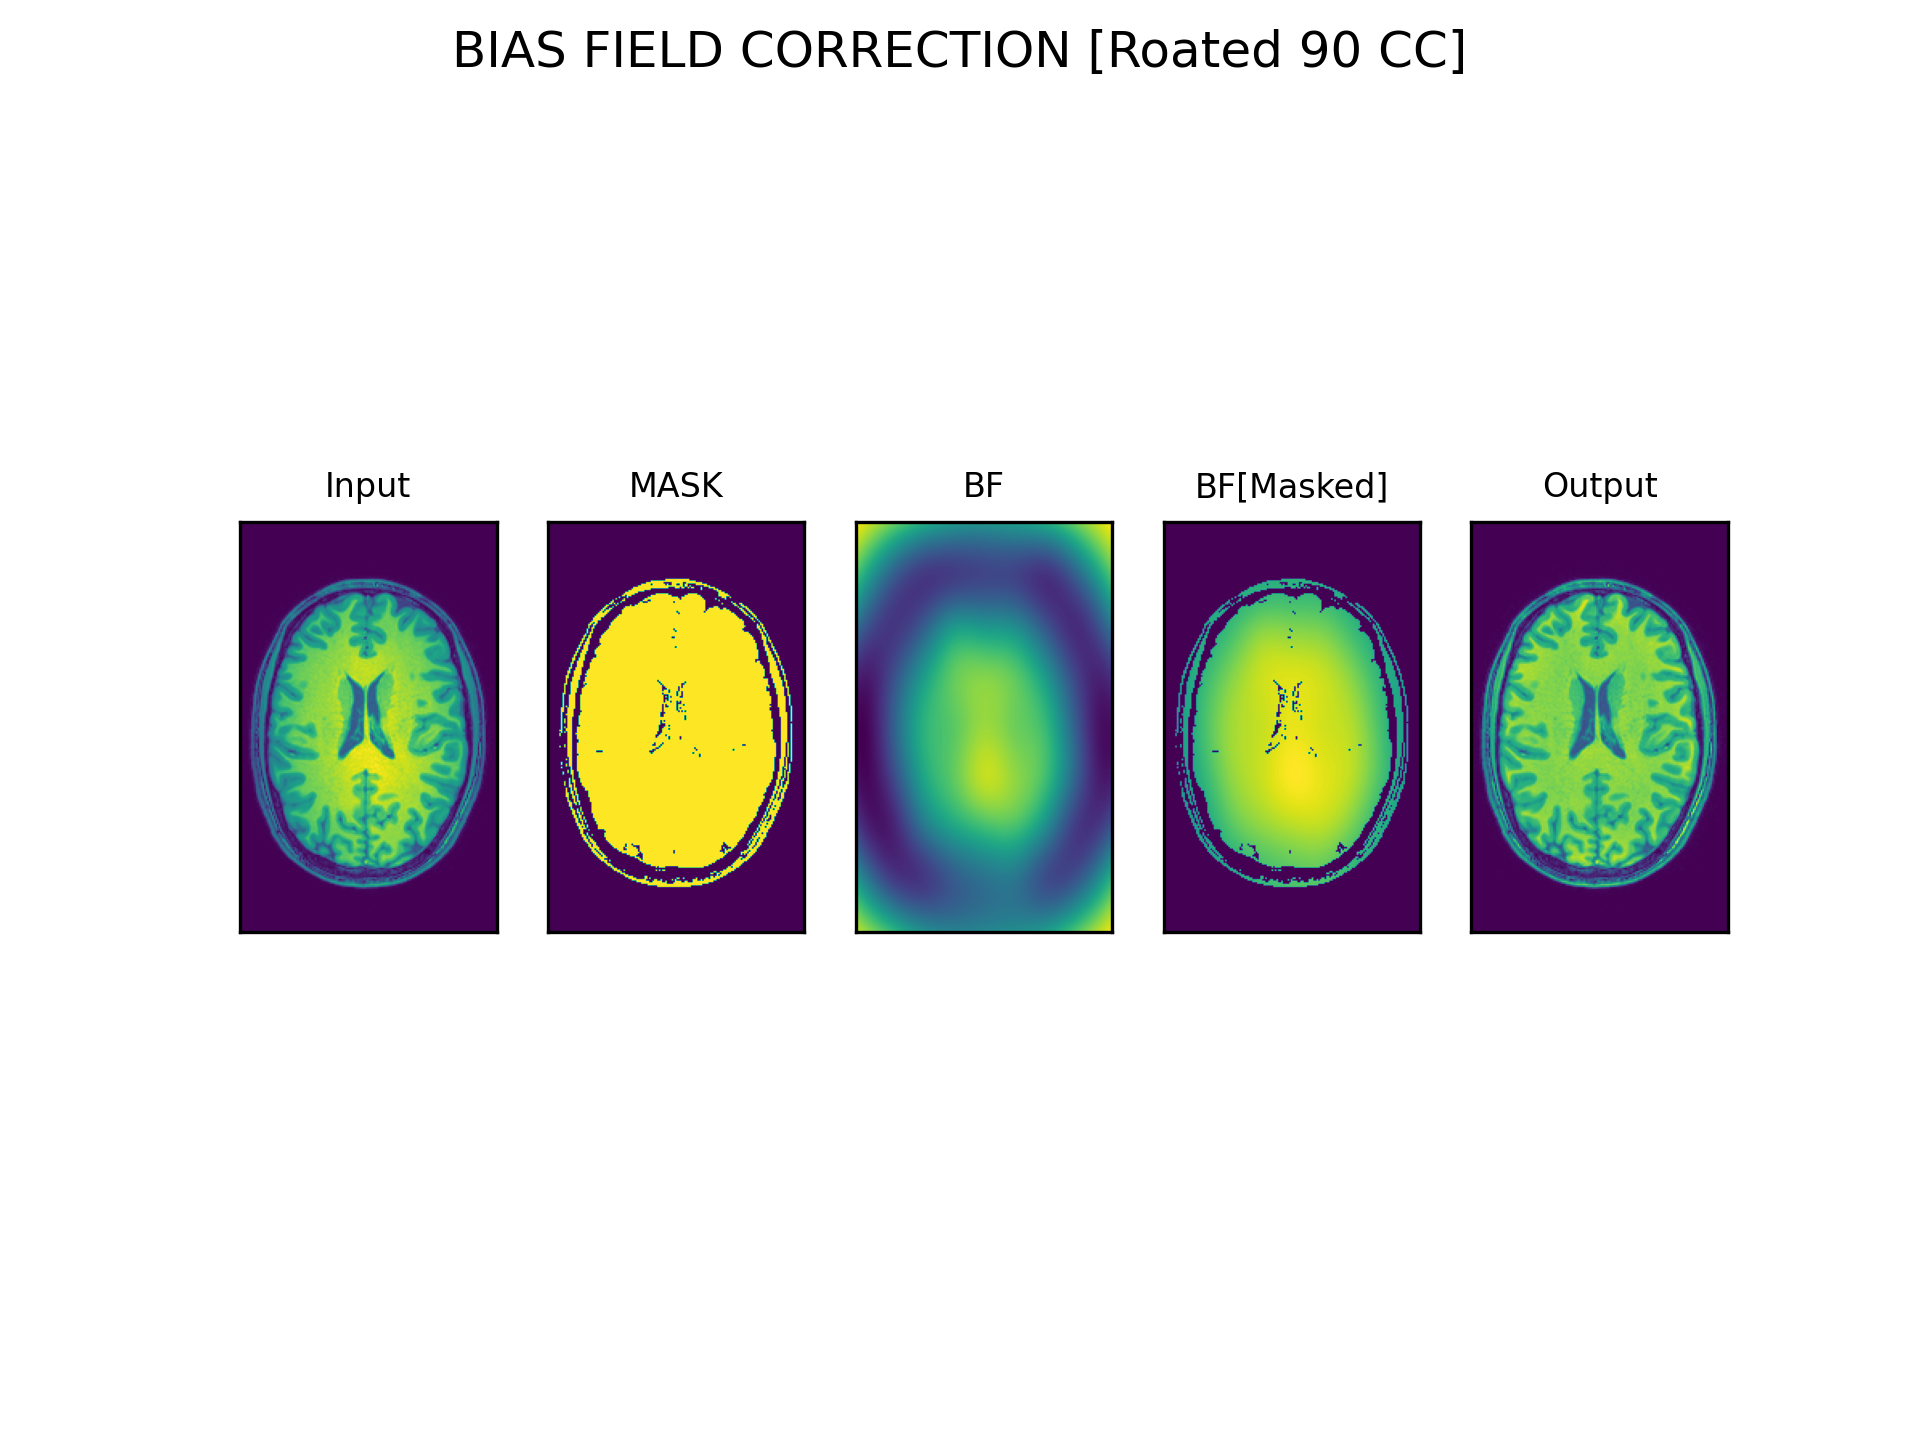 BIAS FIELD CORRECTION [Roated 90 CC]
Input
MASK
BF
BF[Masked]
Output